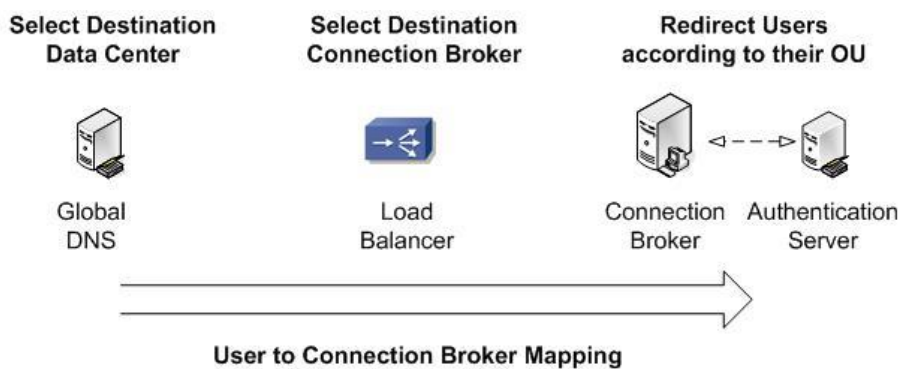 Select Destination
Data Center
Select Destination
Connection Broker
Redirect Users
according to their OU
Global
DNS
Load
Balancer
Connection
Broker
Authentication
Server
User to Connection Broker Mapping